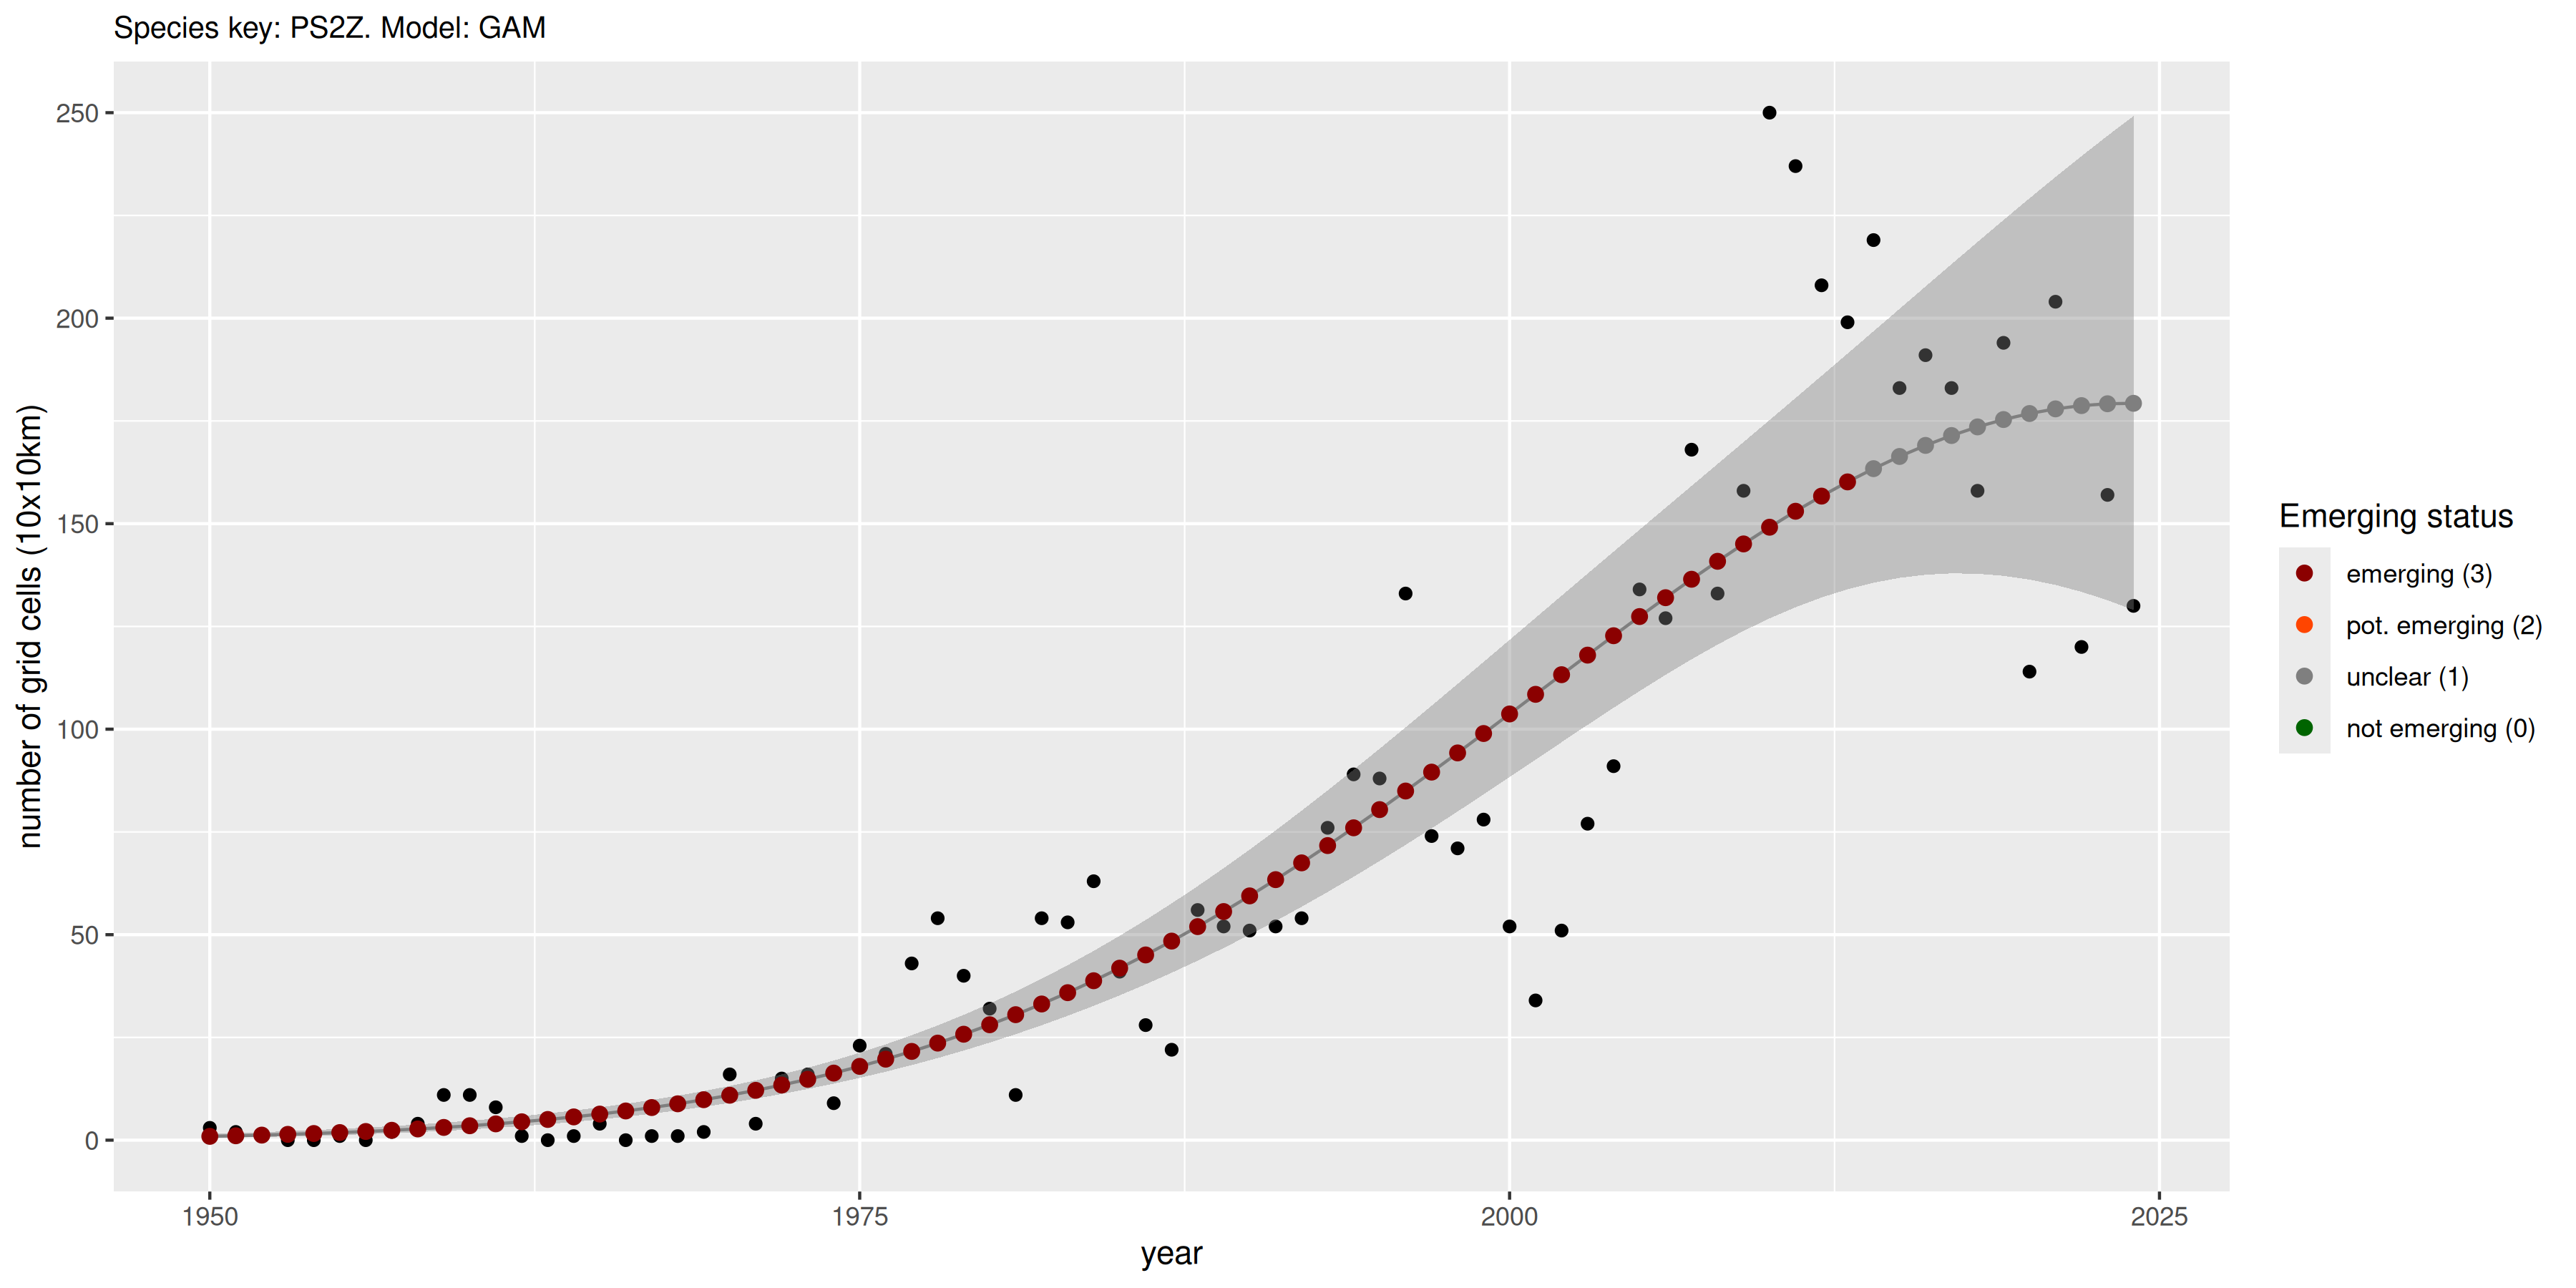 Species key: PS2Z. Model: GAM
250
200
150
100
50
0
number of grid cells (10x10km)
1950
1975
2000
2025
year
Emerging status
emerging (3)
pot. emerging (2)
unclear (1)
not emerging (0)